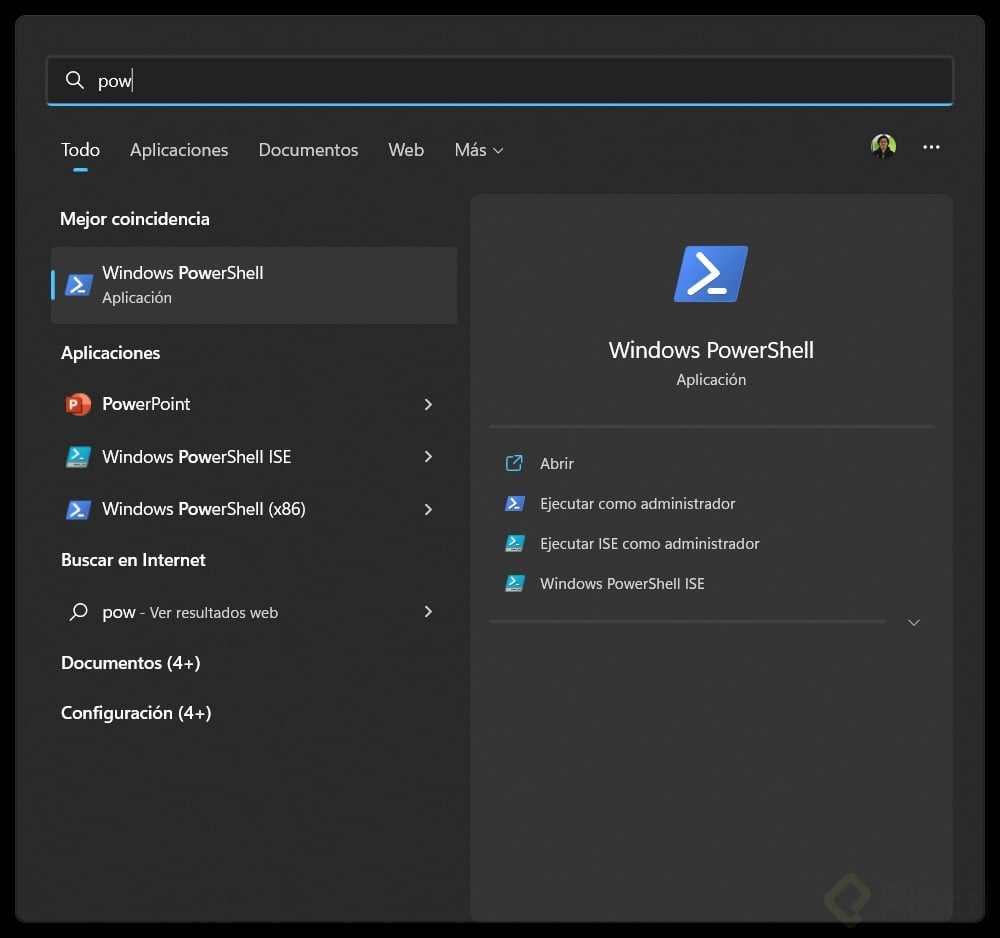 pow
Todo
Aplicaciones
Documentos
Web
Más
Mejor coincidencia
Windows PowerShell
Aplicación
Aplicaciones
PowerPoint
Windows PowerShell ISE
Windows PowerShell (x86)
Buscar en Internet
pow - Ver resultados web
Documentos (4+)
Configuración (4+)
Windows PowerShell
Aplicación
Abrir
Ejecutar como administrador
Ejecutar ISE como administrador
Windows PowerShell ISE
Platzi